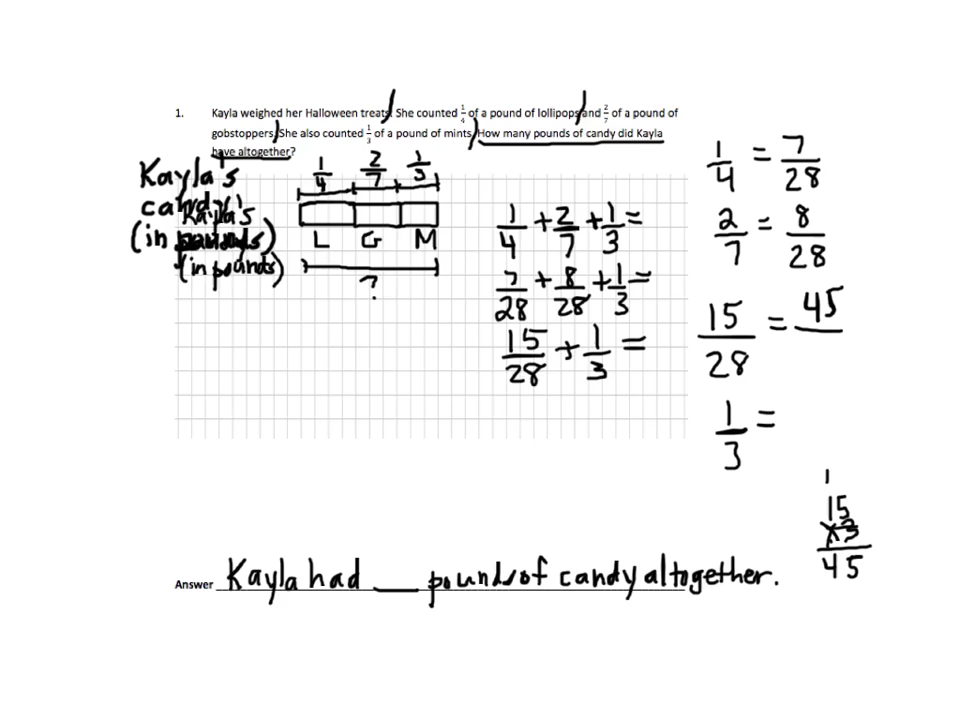 1. Kayla weighed her Halloween treats. She counted 1/4 of a pound of lollipops and 2/7 of a pound of
gobstoppers. She also counted 1/3 of a pound of mints. How many pounds of candy did Kayla
have altogether?
Kayla's
candy
(in pounds)
Kayla's
(in pounds)
1/4 2/7 1/3
L G M
?
1/4 + 2/7 + 1/3 =
7/28 + 8/28 + 1/3 =
15/28 + 1/3 =
1/4 = 7/28
2/7 = 8/28
15/28 = 45
1/3 =
1
15
x3
45
Answer Kayla had __ pounds of candy altogether.